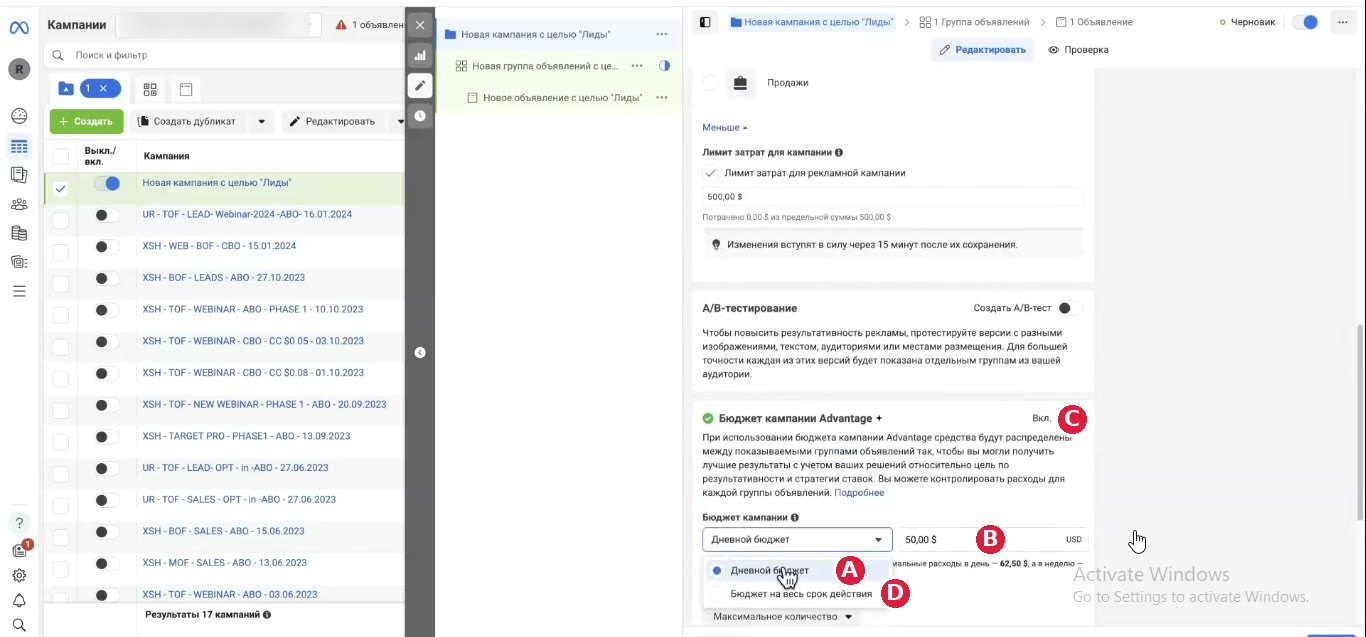 Кампании
1 объявлен
Поиск и фильтр
1
Создать
Создать дубликат
Редактировать
Выкл./
вкл.
Кампания
Новая кампания с целью "Лиды"
UR - TOF - LEAD- Webinar-2024 -ABO- 16.01.2024
XSH - WEB - BOF - CBO - 15.01.2024
XSH - BOF - LEADS - ABO - 27.10.2023
XSH - TOF - WEBINAR - ABO - PHASE 1 - 10.10.2023
XSH - TOF - WEBINAR - CBO - CC $0.05 - 03.10.2023
XSH - TOF - WEBINAR - CBO - CC $0.08 - 01.10.2023
XSH - TOF - NEW WEBINAR - PHASE 1 - ABO - 20.09.2023
XSH - TARGET PRO - PHASE1 - ABO - 13.09.2023
UR - TOF - LEAD- OPT - in -ABO - 27.06.2023
UR - TOF - SALES - OPT - in -ABO - 27.06.2023
XSH - BOF - SALES - ABO - 15.06.2023
XSH - MOF - SALES - ABO - 13.06.2023
XSH - TOF - WEBINAR - ABO - 03.06.2023
Результаты 17 кампаний
R
?
1
Новая кампания с целью "Лиды"
Новая группа объявлений с це...
Новое объявление с целью "Лиды"
Новая кампания с целью "Лиды"
1 Группа объявлений
1 Объявление
Черновик
Редактировать
Проверка
Продажи
Меньше
Лимит затрат для кампании
Лимит затрат для рекламной кампании
500,00 $
Потрачено 0,00 $ из предельной суммы 500,00 $
Изменения вступят в силу через 15 минут после их сохранения.
A/B-тестирование
Создать A/B-тест
Чтобы повысить результативность рекламы, протестируйте версии с разными
изображениями, текстом, аудиториями или местами размещения. Для большей
точности каждая из этих версий будет показана отдельным группам из вашей
аудитории.
Бюджет кампании Advantage +
Вкл.
C
При использовании бюджета кампании Advantage средства будут распределены
между показываемыми группами объявлений так, чтобы вы могли получить
лучшие результаты с учетом ваших решений относительно цель по
результативности и стратегии ставок. Вы можете контролировать расходы для
каждой группы объявлений. Подробнее
Бюджет кампании
Дневной бюджет
50,00 $
B
USD
Дневной бюджет
A
мальные расходы в день — 62,50 $, а в неделю —
Бюджет на весь срок действия
D
Максимальное количество
Activate Windows
Go to Settings to activate Windows.